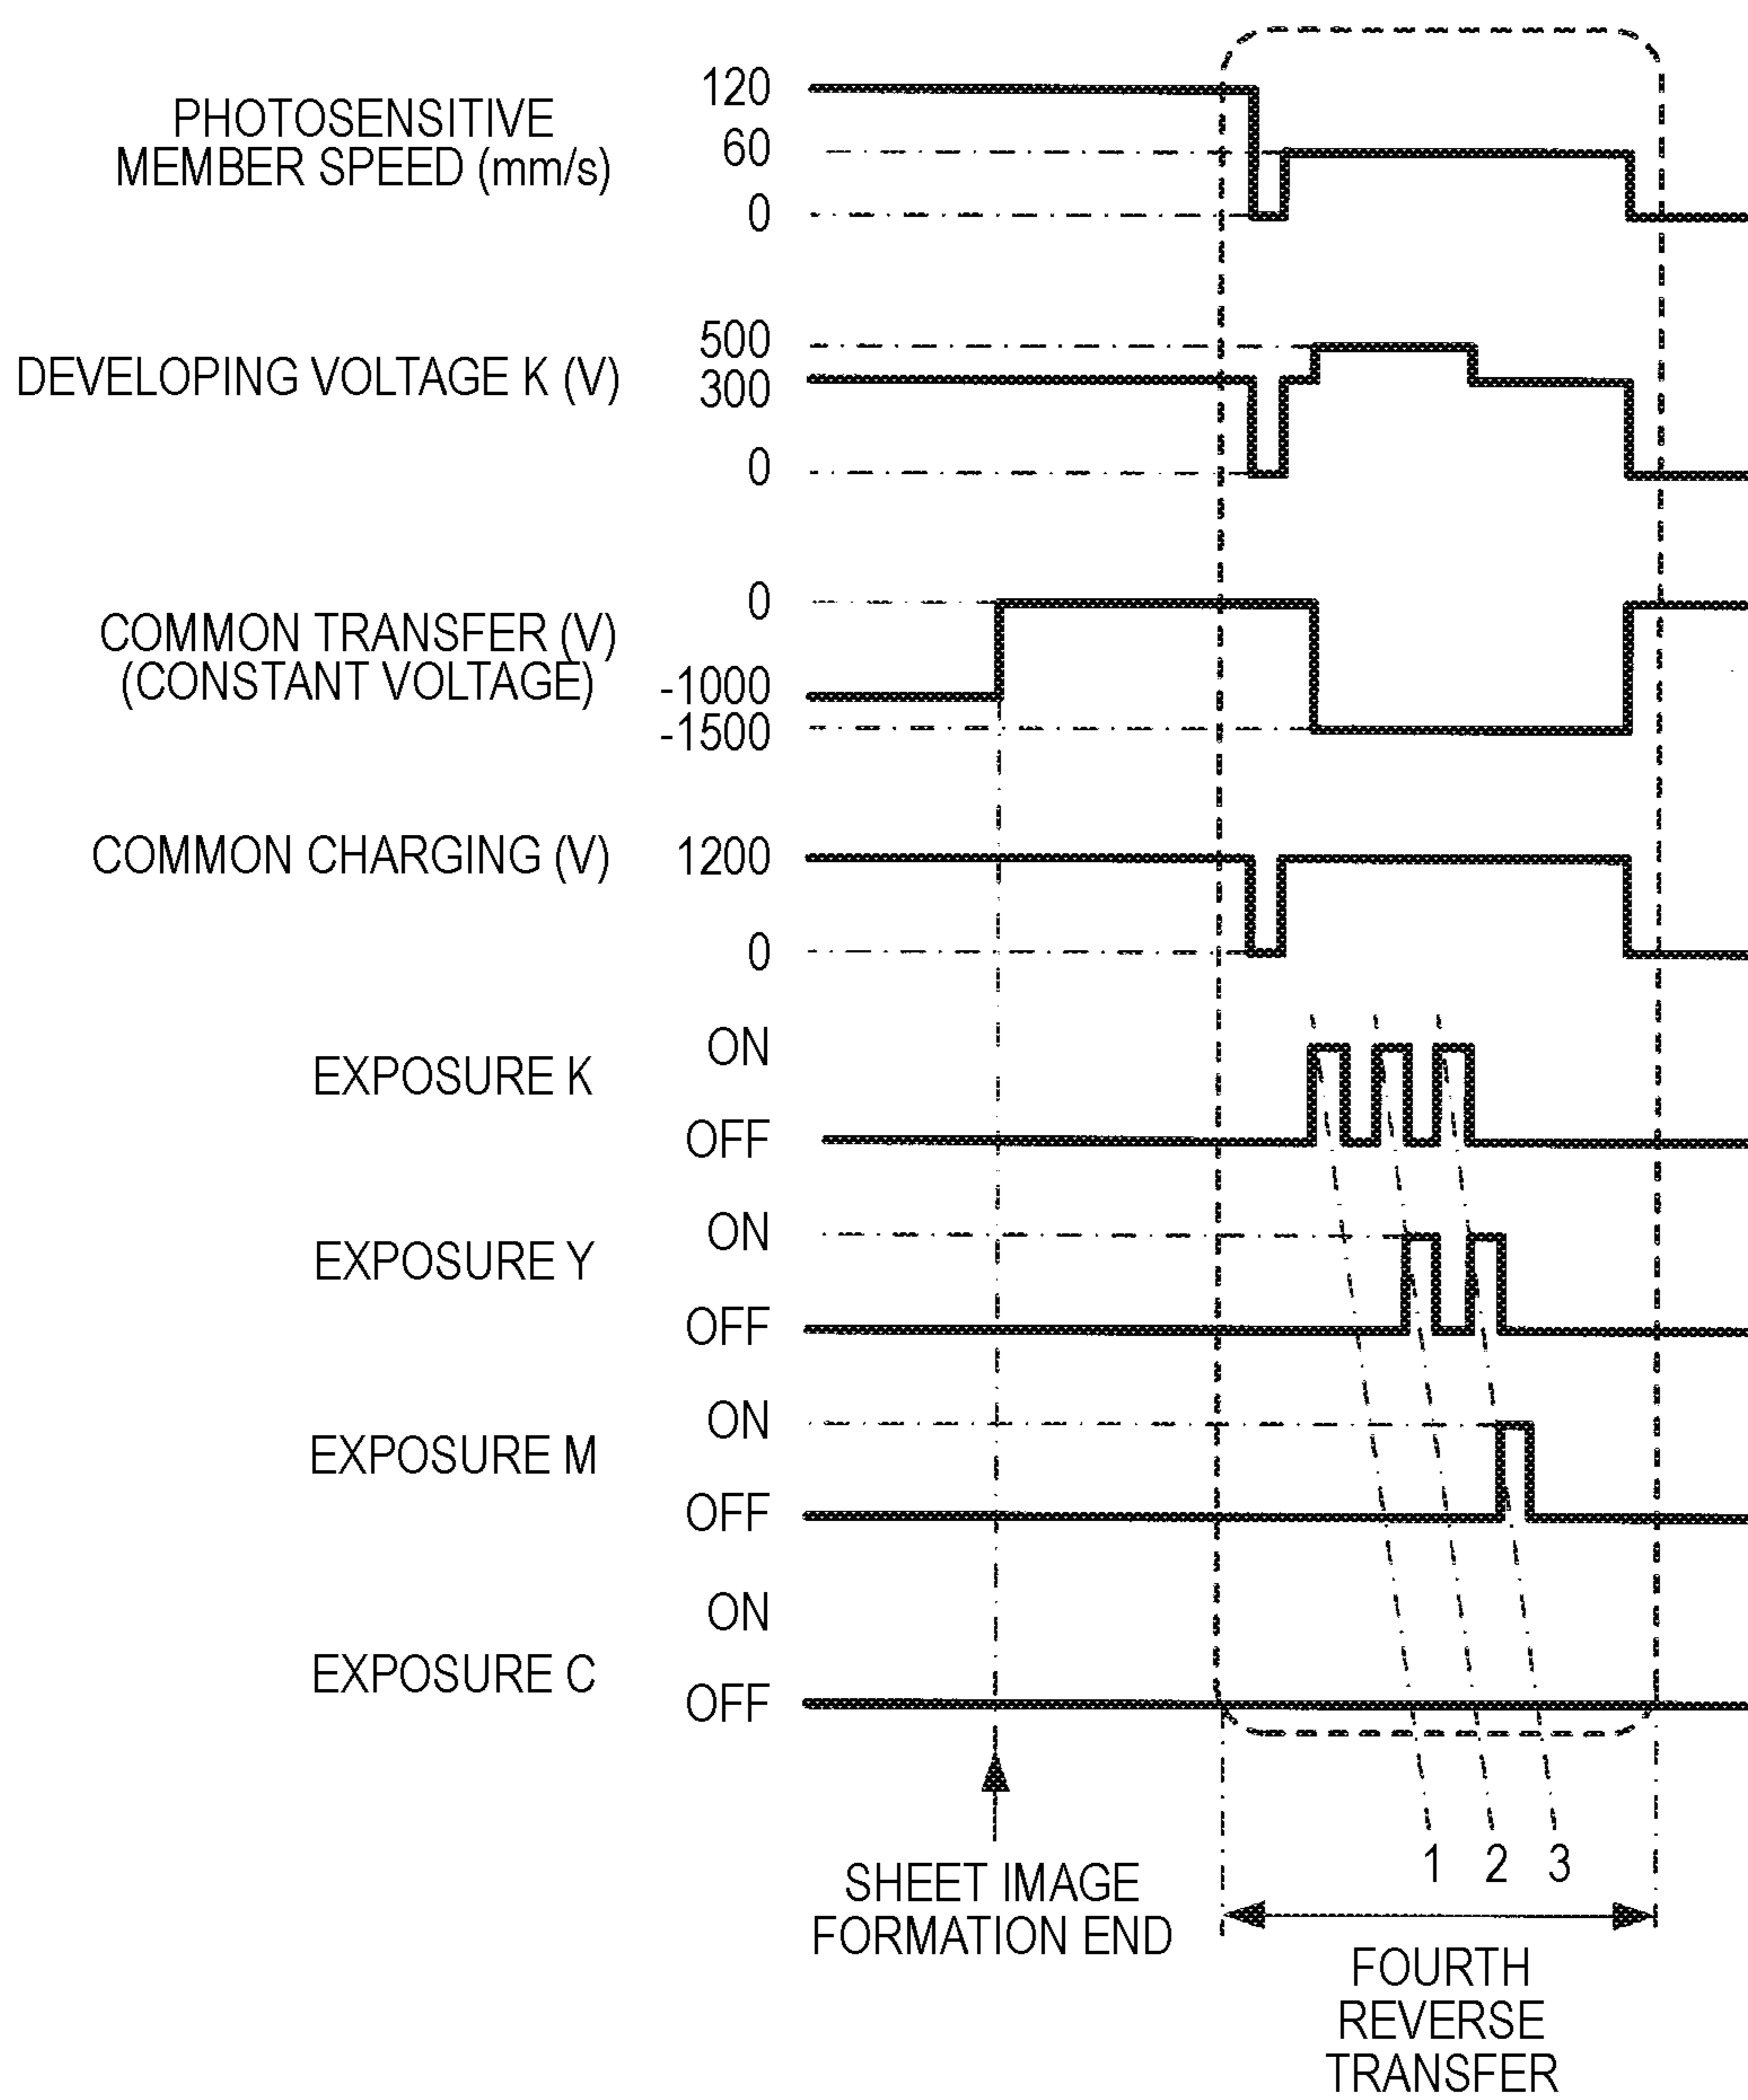 PHOTOSENSITIVE
MEMBER SPEED (mm/s)
120
60
0
DEVELOPING VOLTAGE K (V)
500
300
0
COMMON TRANSFER (V)
(CONSTANT VOLTAGE)
0
-1000
-1500
COMMON CHARGING (V)
1200
0
EXPOSURE K
ON
OFF
EXPOSURE Y
ON
OFF
EXPOSURE M
ON
OFF
EXPOSURE C
ON
OFF
1 2 3
SHEET IMAGE
FORMATION END
FOURTH
REVERSE
TRANSFER